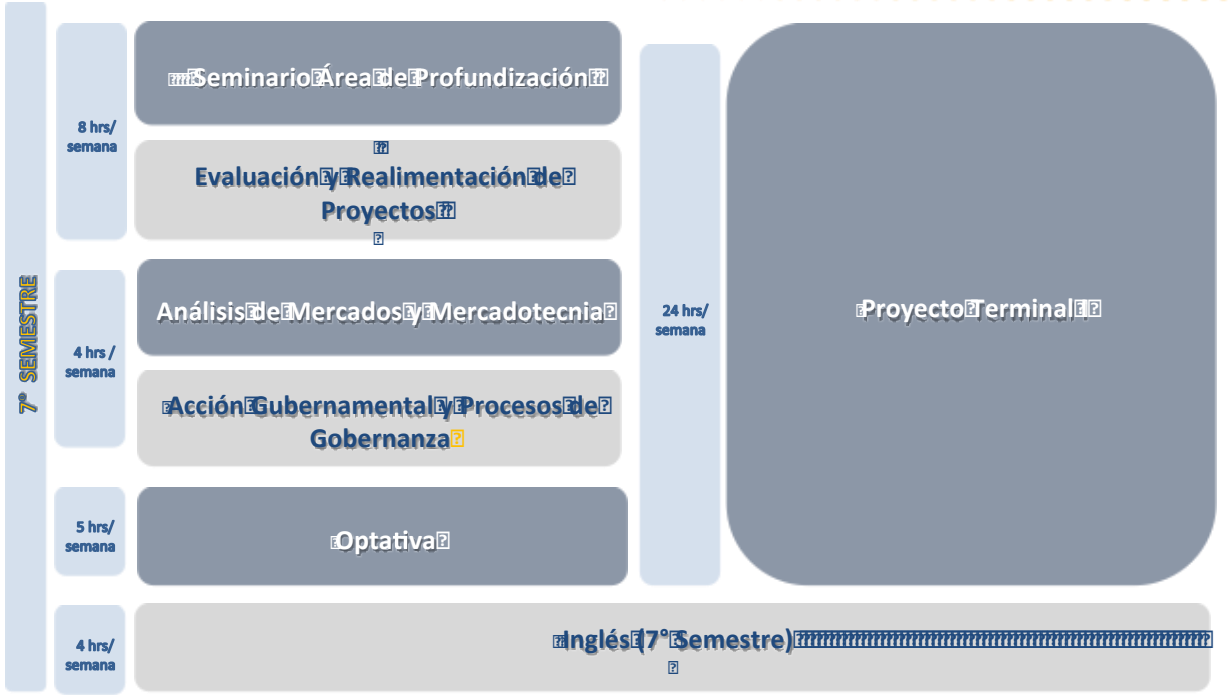 7º SEMESTRE
8 hrs/
semana
Seminario Área de Profundización
Evaluación y Realimentación de
Proyectos
4 hrs /
semana
Análisis de Mercados y Mercadotecnia
Acción Gubernamental y Procesos de
Gobernanza
5 hrs/
semana
Optativa
24 hrs/
semana
Proyecto Terminal I
4 hrs/
semana
Inglés (7° Semestre)